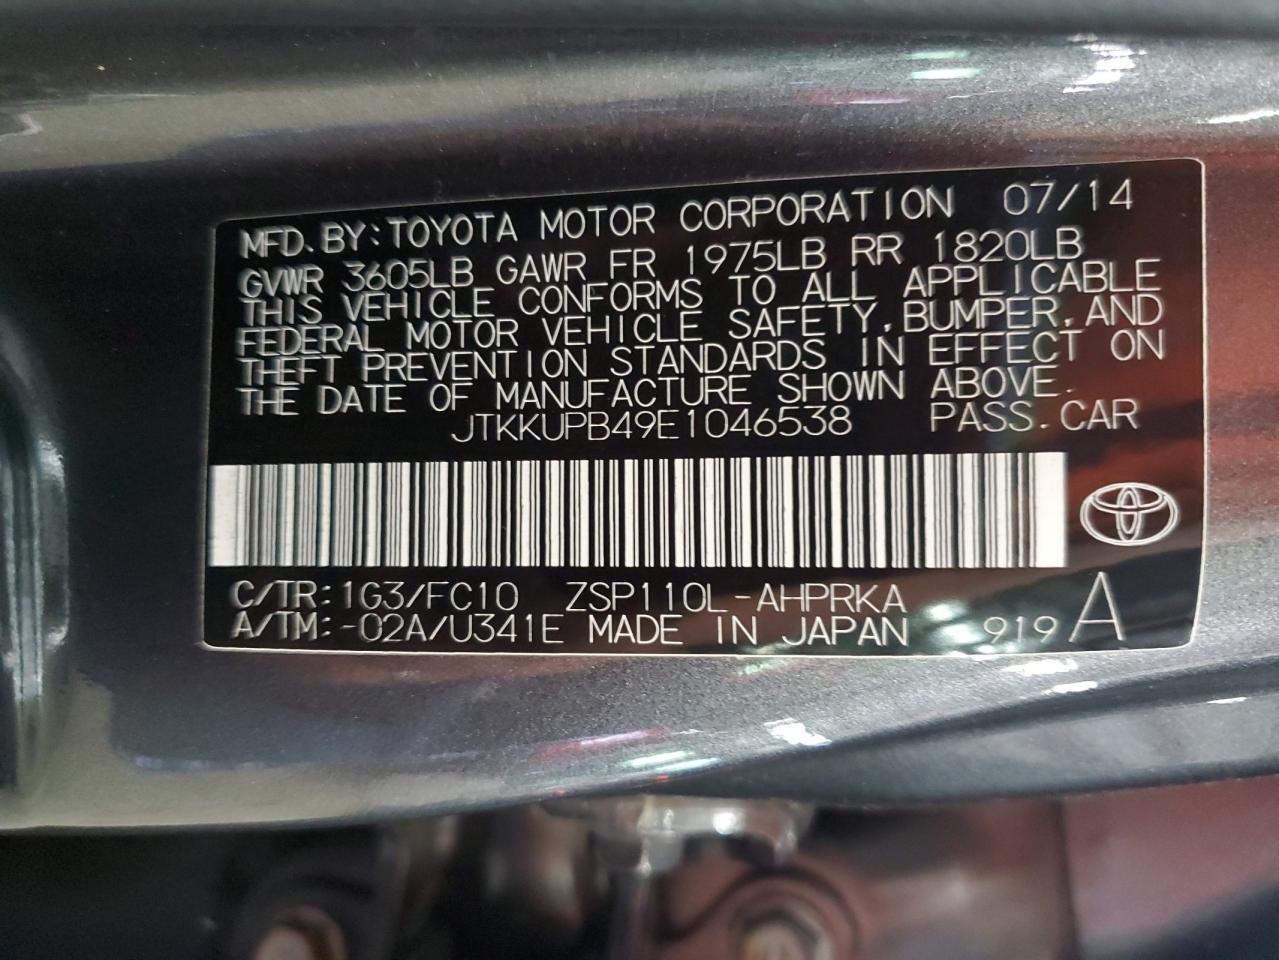 MFD. BY: TOYOTA MOTOR CORPORATION 07/14
GVWR 3605LB GAWR FR 1975LB RR 1820LB
THIS VEHICLE CONFORMS TO ALL APPLICABLE
FEDERAL MOTOR VEHICLE SAFETY, BUMPER, AND
THEFT PREVENTION STANDARDS IN EFFECT ON
THE DATE OF MANUFACTURE SHOWN ABOVE.
JTKKUPB49E1046538 PASS. CAR
C/TR: 1G3/FC10 ZSP110L-AHPRKA
A/TM: -02A/U341E MADE IN JAPAN 919 A